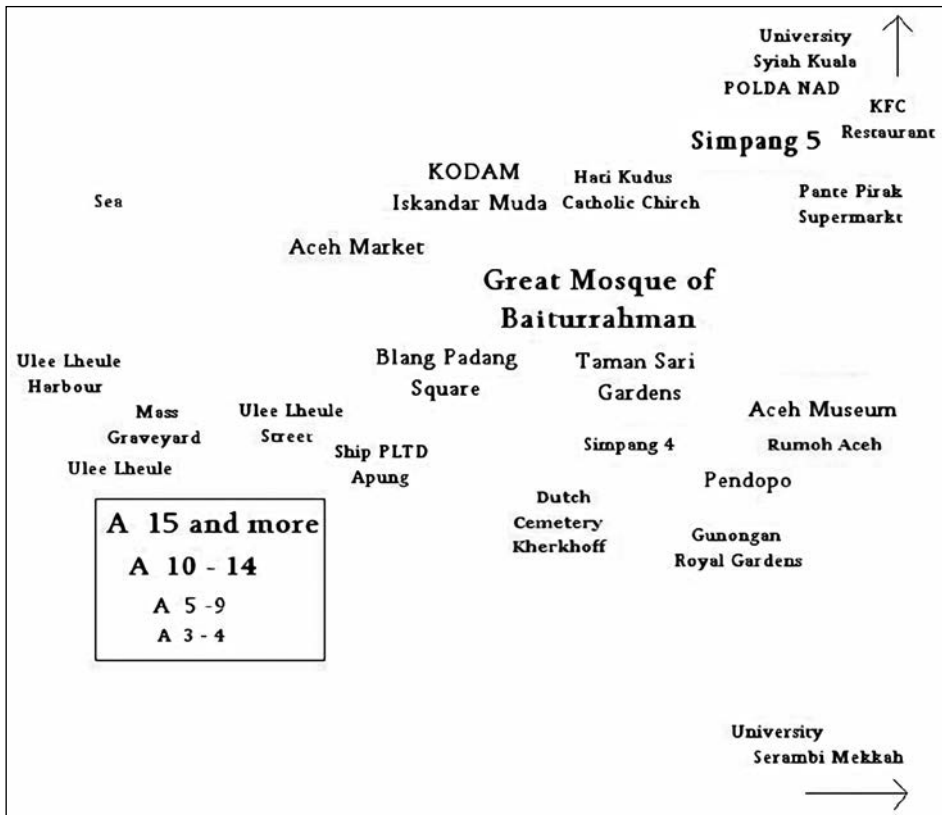 University
Syiah Kuala
POLDA NAD
KFC
Restaurant
Simpang 5
KODAM
Iskandar Muda
Hati Kudus
Catholic Chirch
Pante Pirak
Supermarkt
Sea
Aceh Market
Great Mosque of
Baiturrahman
Ulee Lheule
Harbour
Blang Padang
Square
Taman Sari
Gardens
Mass
Graveyard
Ulee Lheule
Street
Aceh Museum
Ship PLTD
Apung
Simpang 4
Rumoh Aceh
Ulee Lheule
Pendopo
Dutch
Cemetery
Kherkhoff
Gunongan
Royal Gardens
A 15 and more
A 10 - 14
A 5 -9
A 3 - 4
University
Serambi Mekkah